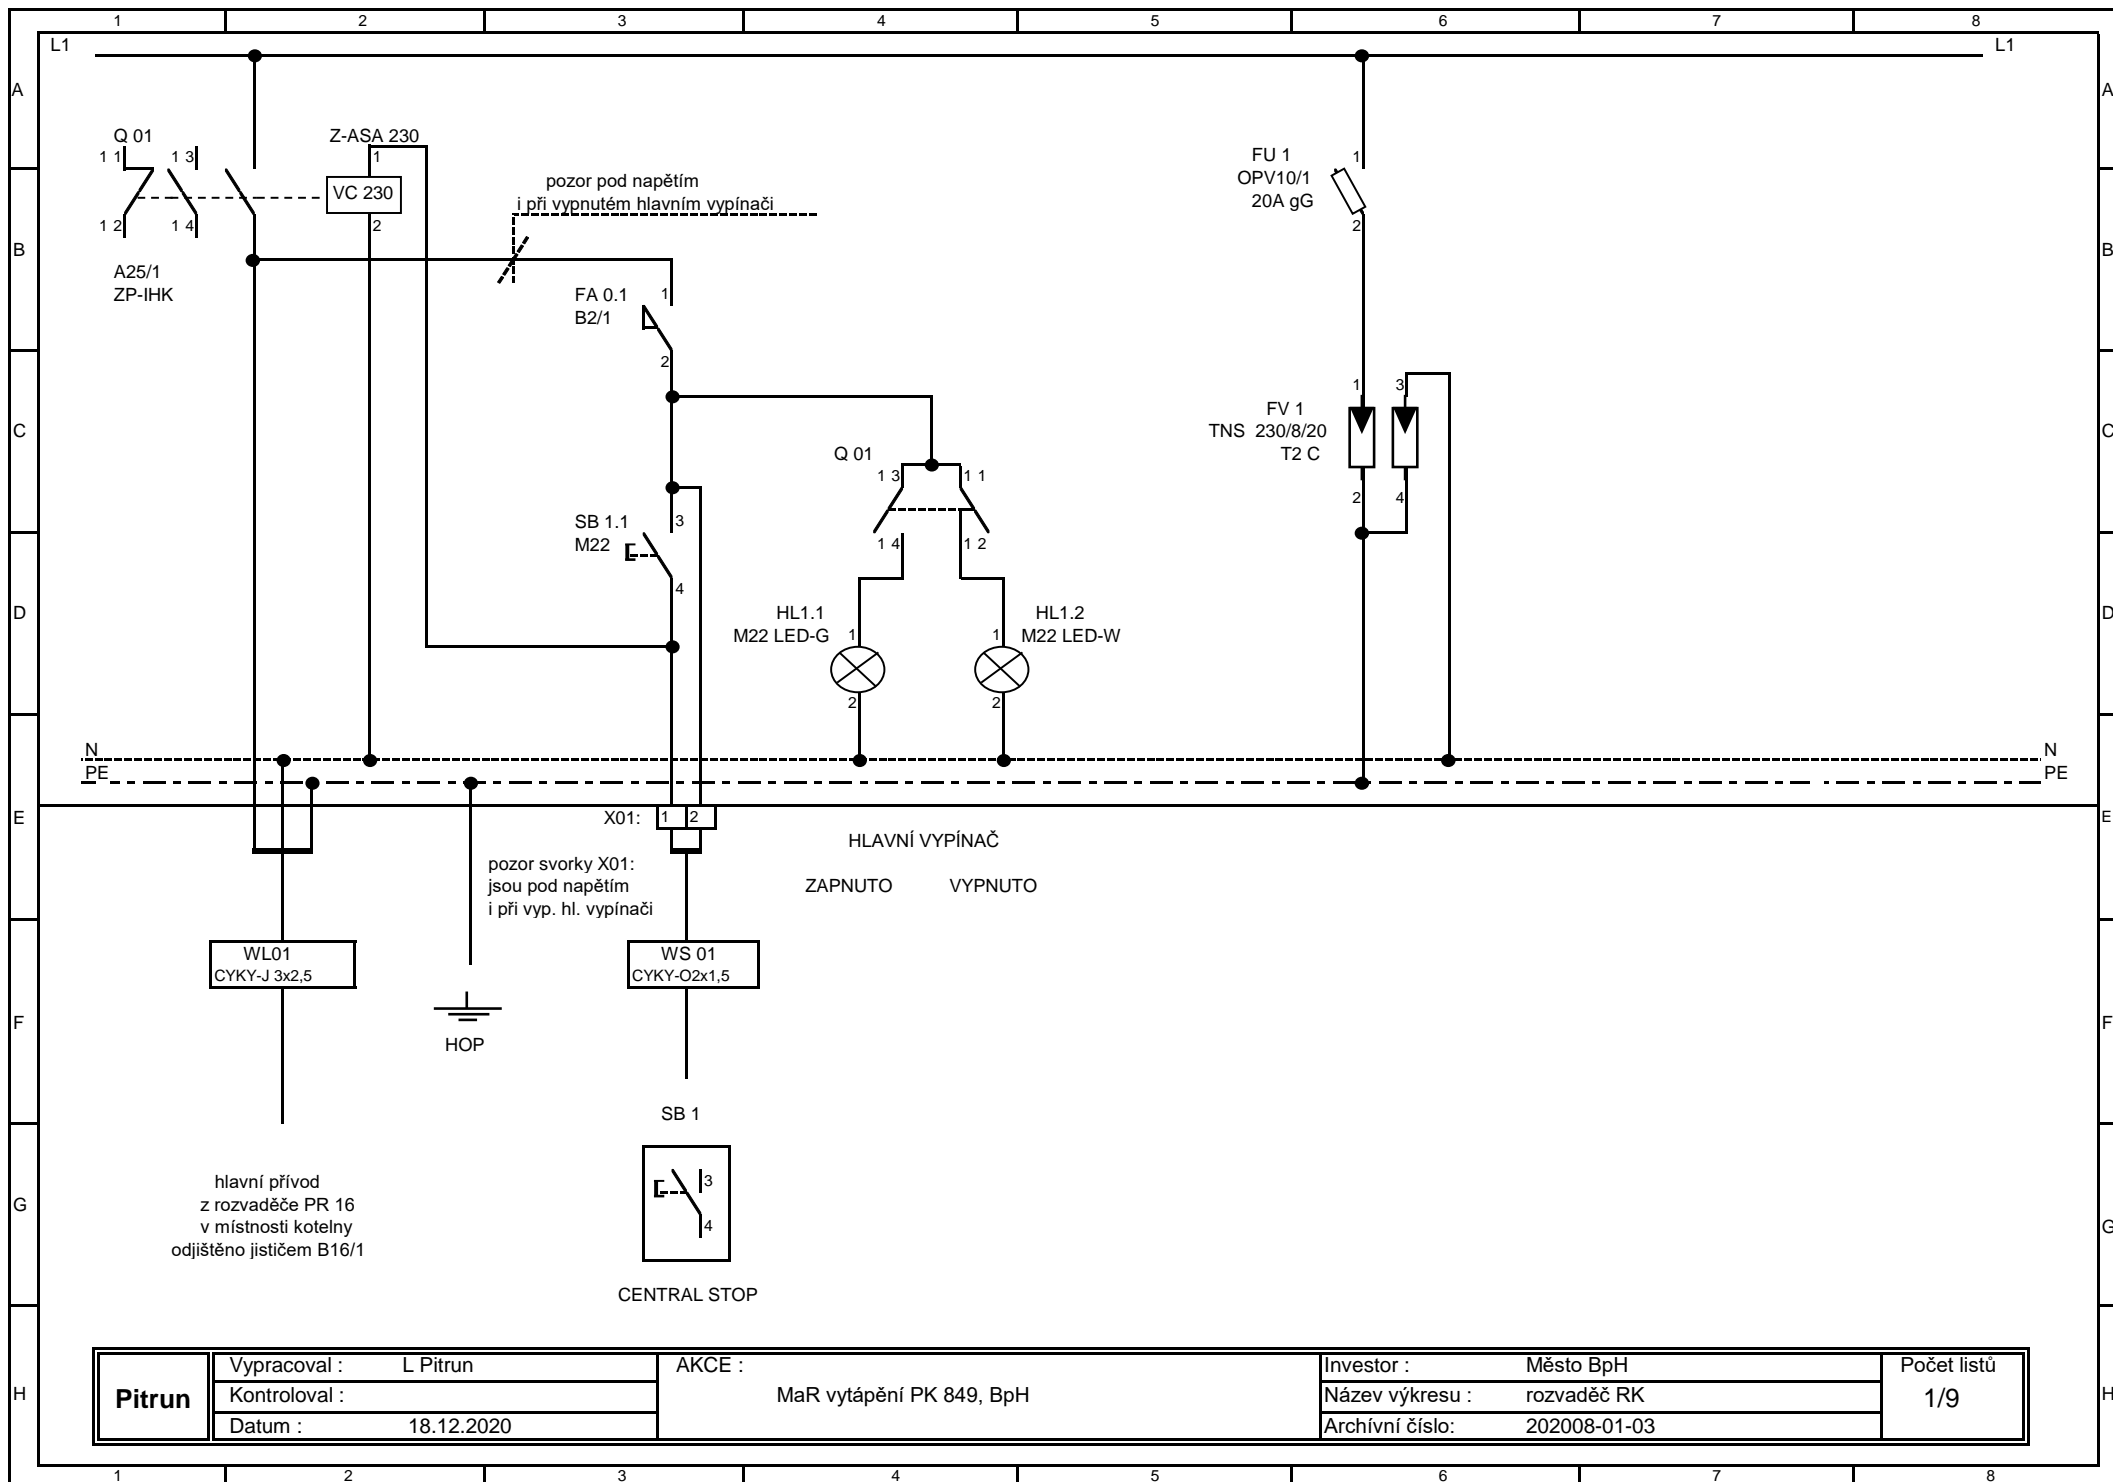 1 2 3 4 5 6 7 8
L1 L1
A A
Q 01 Z-ASA 230
1 1 1 3 1
VC 230
1 2 1 4 2
pozor pod napětím
i při vypnutém hlavním vypínači
FU 1 1
OPV10/1
20A gG
2
B B
A25/1
ZP-IHK
FA 0.1 1
B2/1
2
1 3
FV 1
TNS 230/8/20
T2 C
2 4
C C
Q 01
1 3 1 1
1 4 1 2
SB 1.1 3
M22
4
D D
HL1.1
M22 LED-G 1
2
HL1.2
1 M22 LED-W
2
N N
PE PE
E E
X01: 1 2
HLAVNÍ VYPÍNAČ
ZAPNUTO VYPNUTO
pozor svorky X01:
jsou pod napětím
i při vyp. hl. vypínači
WL01
CYKY-J 3x2,5
WS 01
CYKY-O2x1,5
F F
HOP
SB 1
3
4
G G
hlavní přívod
z rozvaděče PR 16
v místnosti kotelny
odjištěno jističem B16/1
CENTRAL STOP
H H
Pitrun
Vypracoval : L Pitrun
Kontroloval :
Datum : 18.12.2020
AKCE :
MaR vytápění PK 849, BpH
Investor : Město BpH
Název výkresu : rozvaděč RK
Archívní číslo: 202008-01-03
Počet listů
1/9
1 2 3 4 5 6 7 8